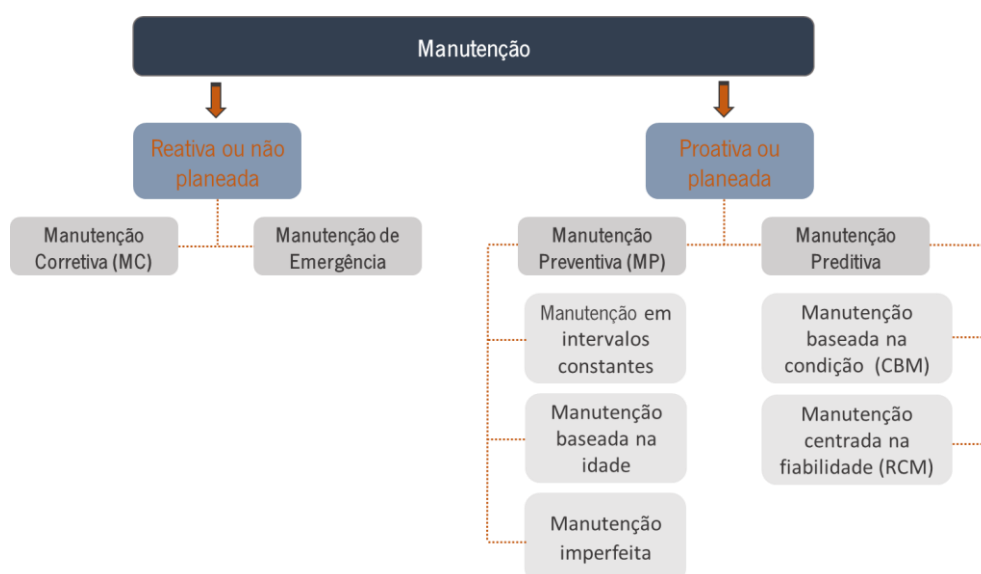 Manutenção
Reativa ou não
planeada
Proativa ou
planeada
Manutenção
Corretiva (MC)
Manutenção de
Emergência
Manutenção
Preventiva (MP)
Manutenção
Preditiva
Manutenção em
intervalos
constantes
Manutenção
baseada na
idade
Manutenção
imperfeita
Manutenção
baseada na
condição (CBM)
Manutenção
centrada na
fiabilidade (RCM)